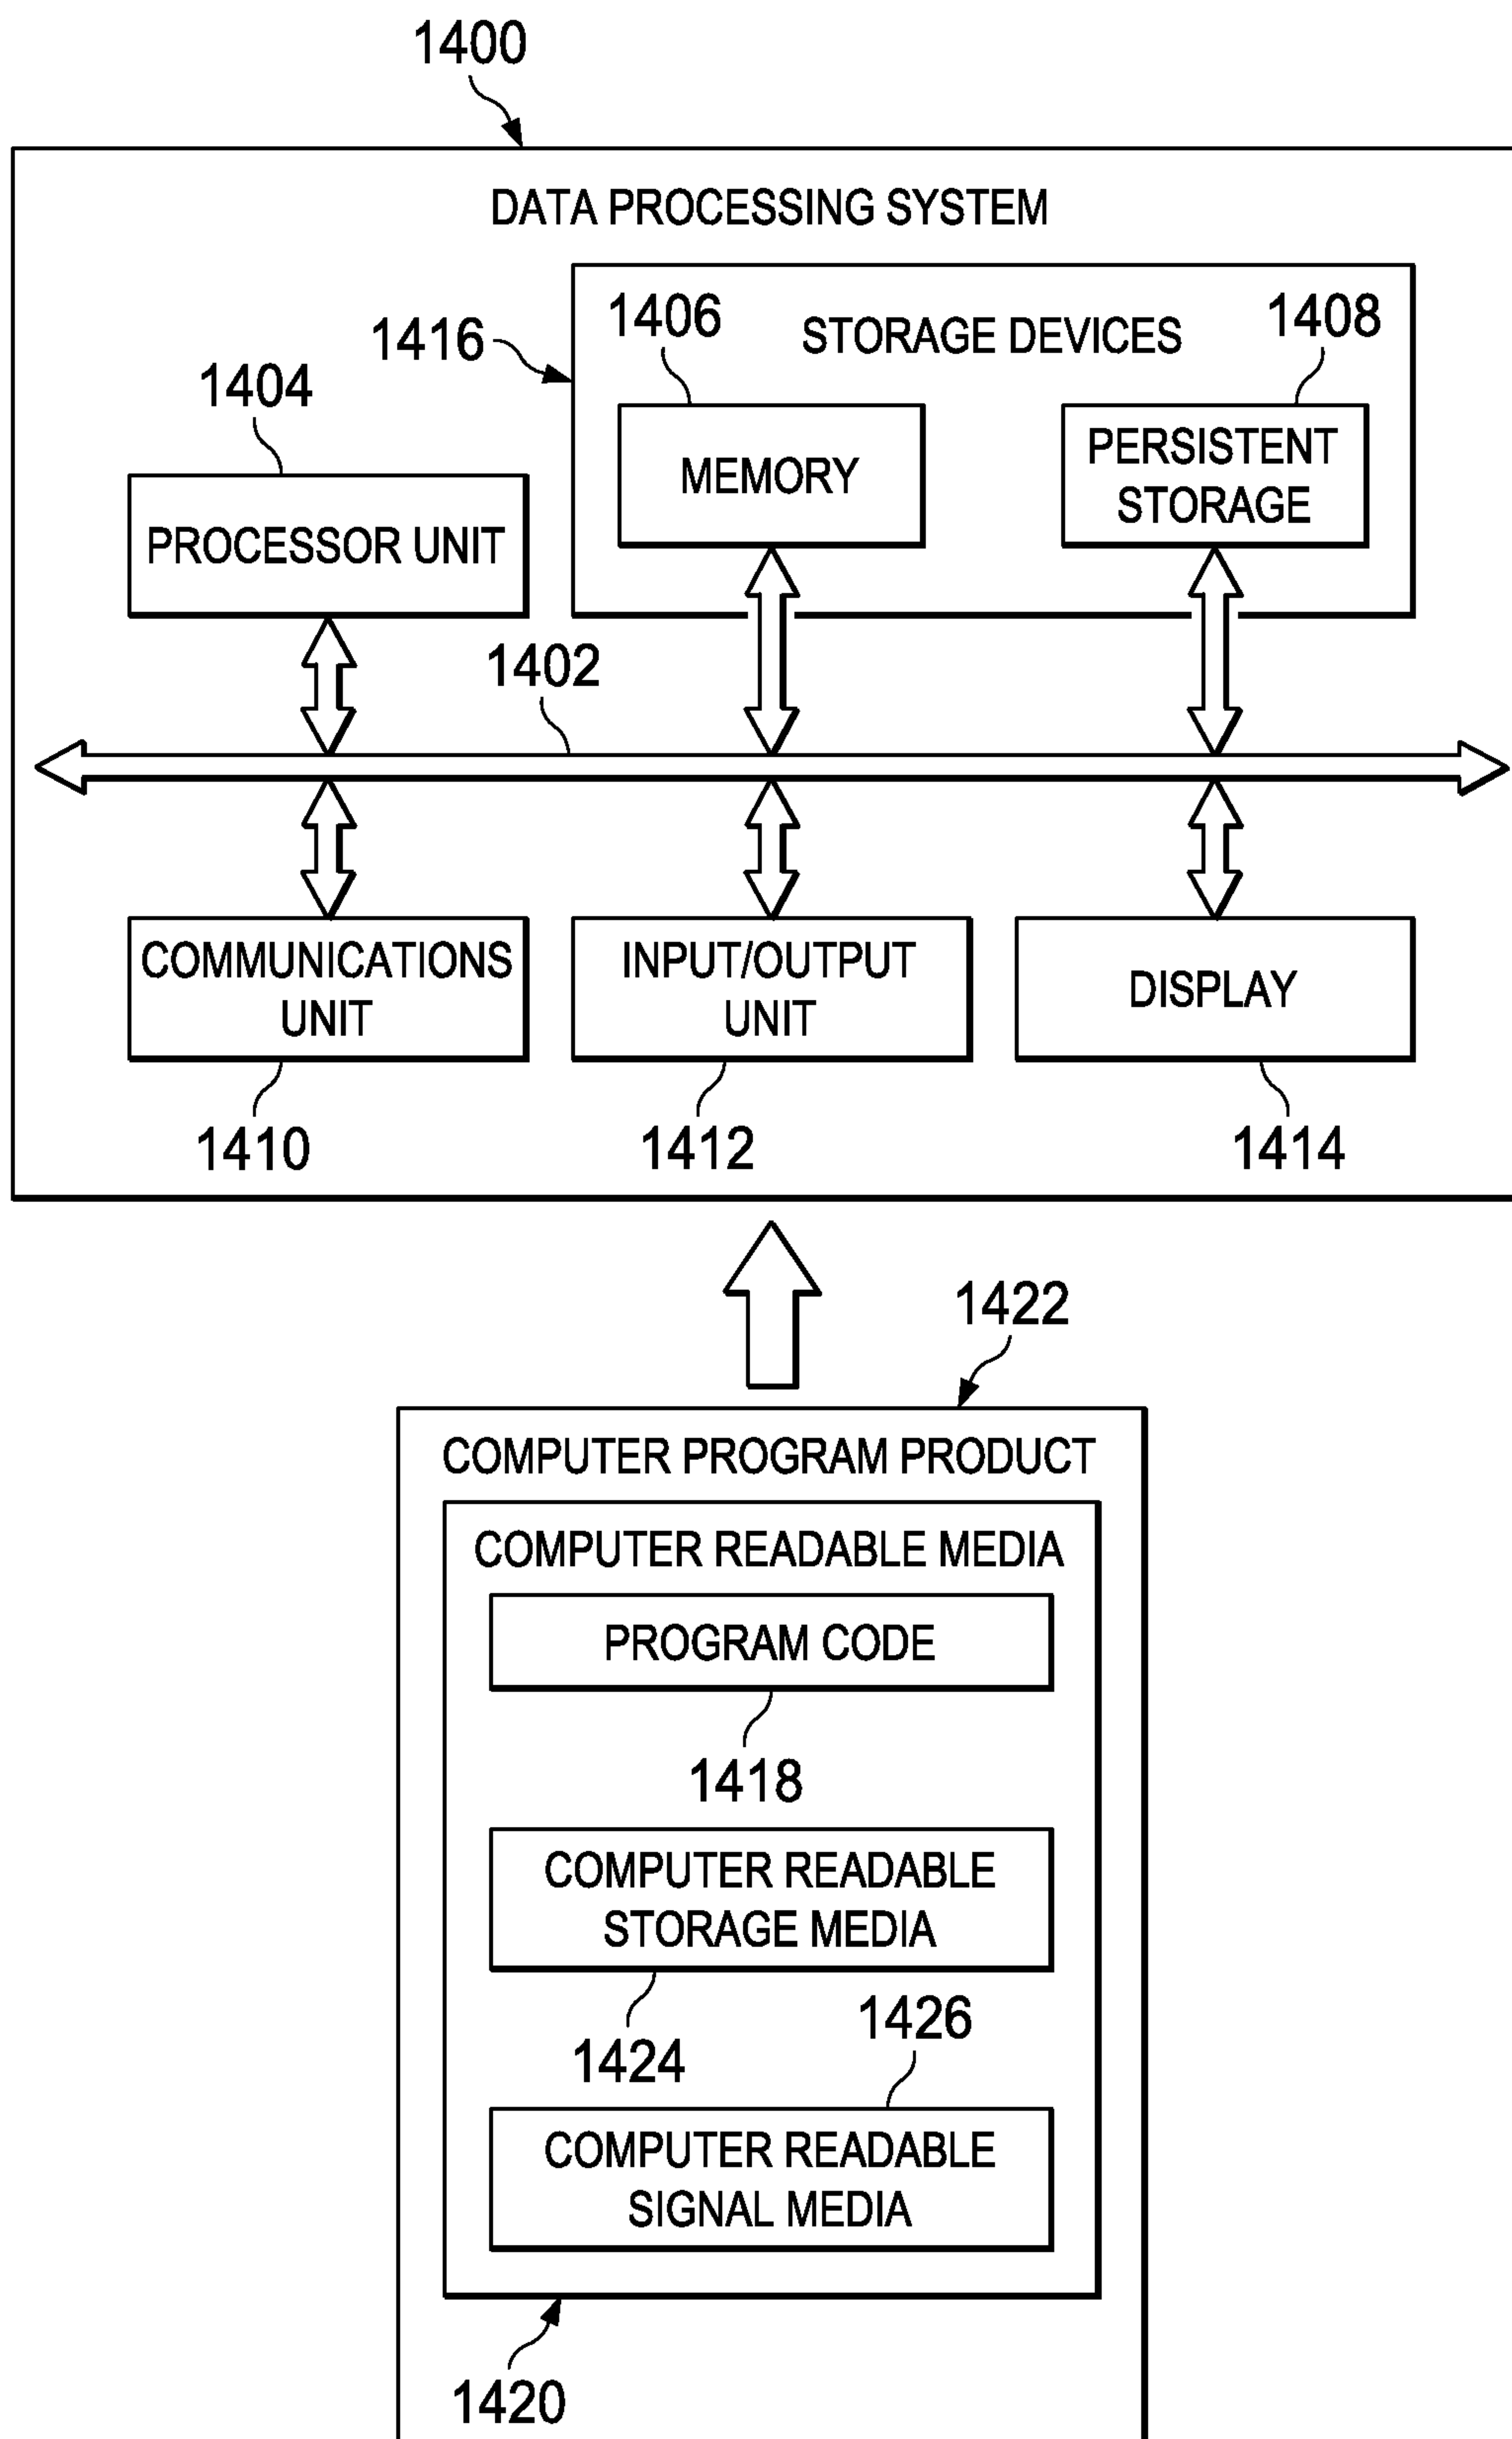 1400
DATA PROCESSING SYSTEM
1416
1406
STORAGE DEVICES
1408
1404
MEMORY
PERSISTENT
STORAGE
PROCESSOR UNIT
1402
COMMUNICATIONS
UNIT
INPUT/OUTPUT
UNIT
DISPLAY
1410
1412
1414
1422
COMPUTER PROGRAM PRODUCT
COMPUTER READABLE MEDIA
PROGRAM CODE
1418
COMPUTER READABLE
STORAGE MEDIA
1424
1426
COMPUTER READABLE
SIGNAL MEDIA
1420